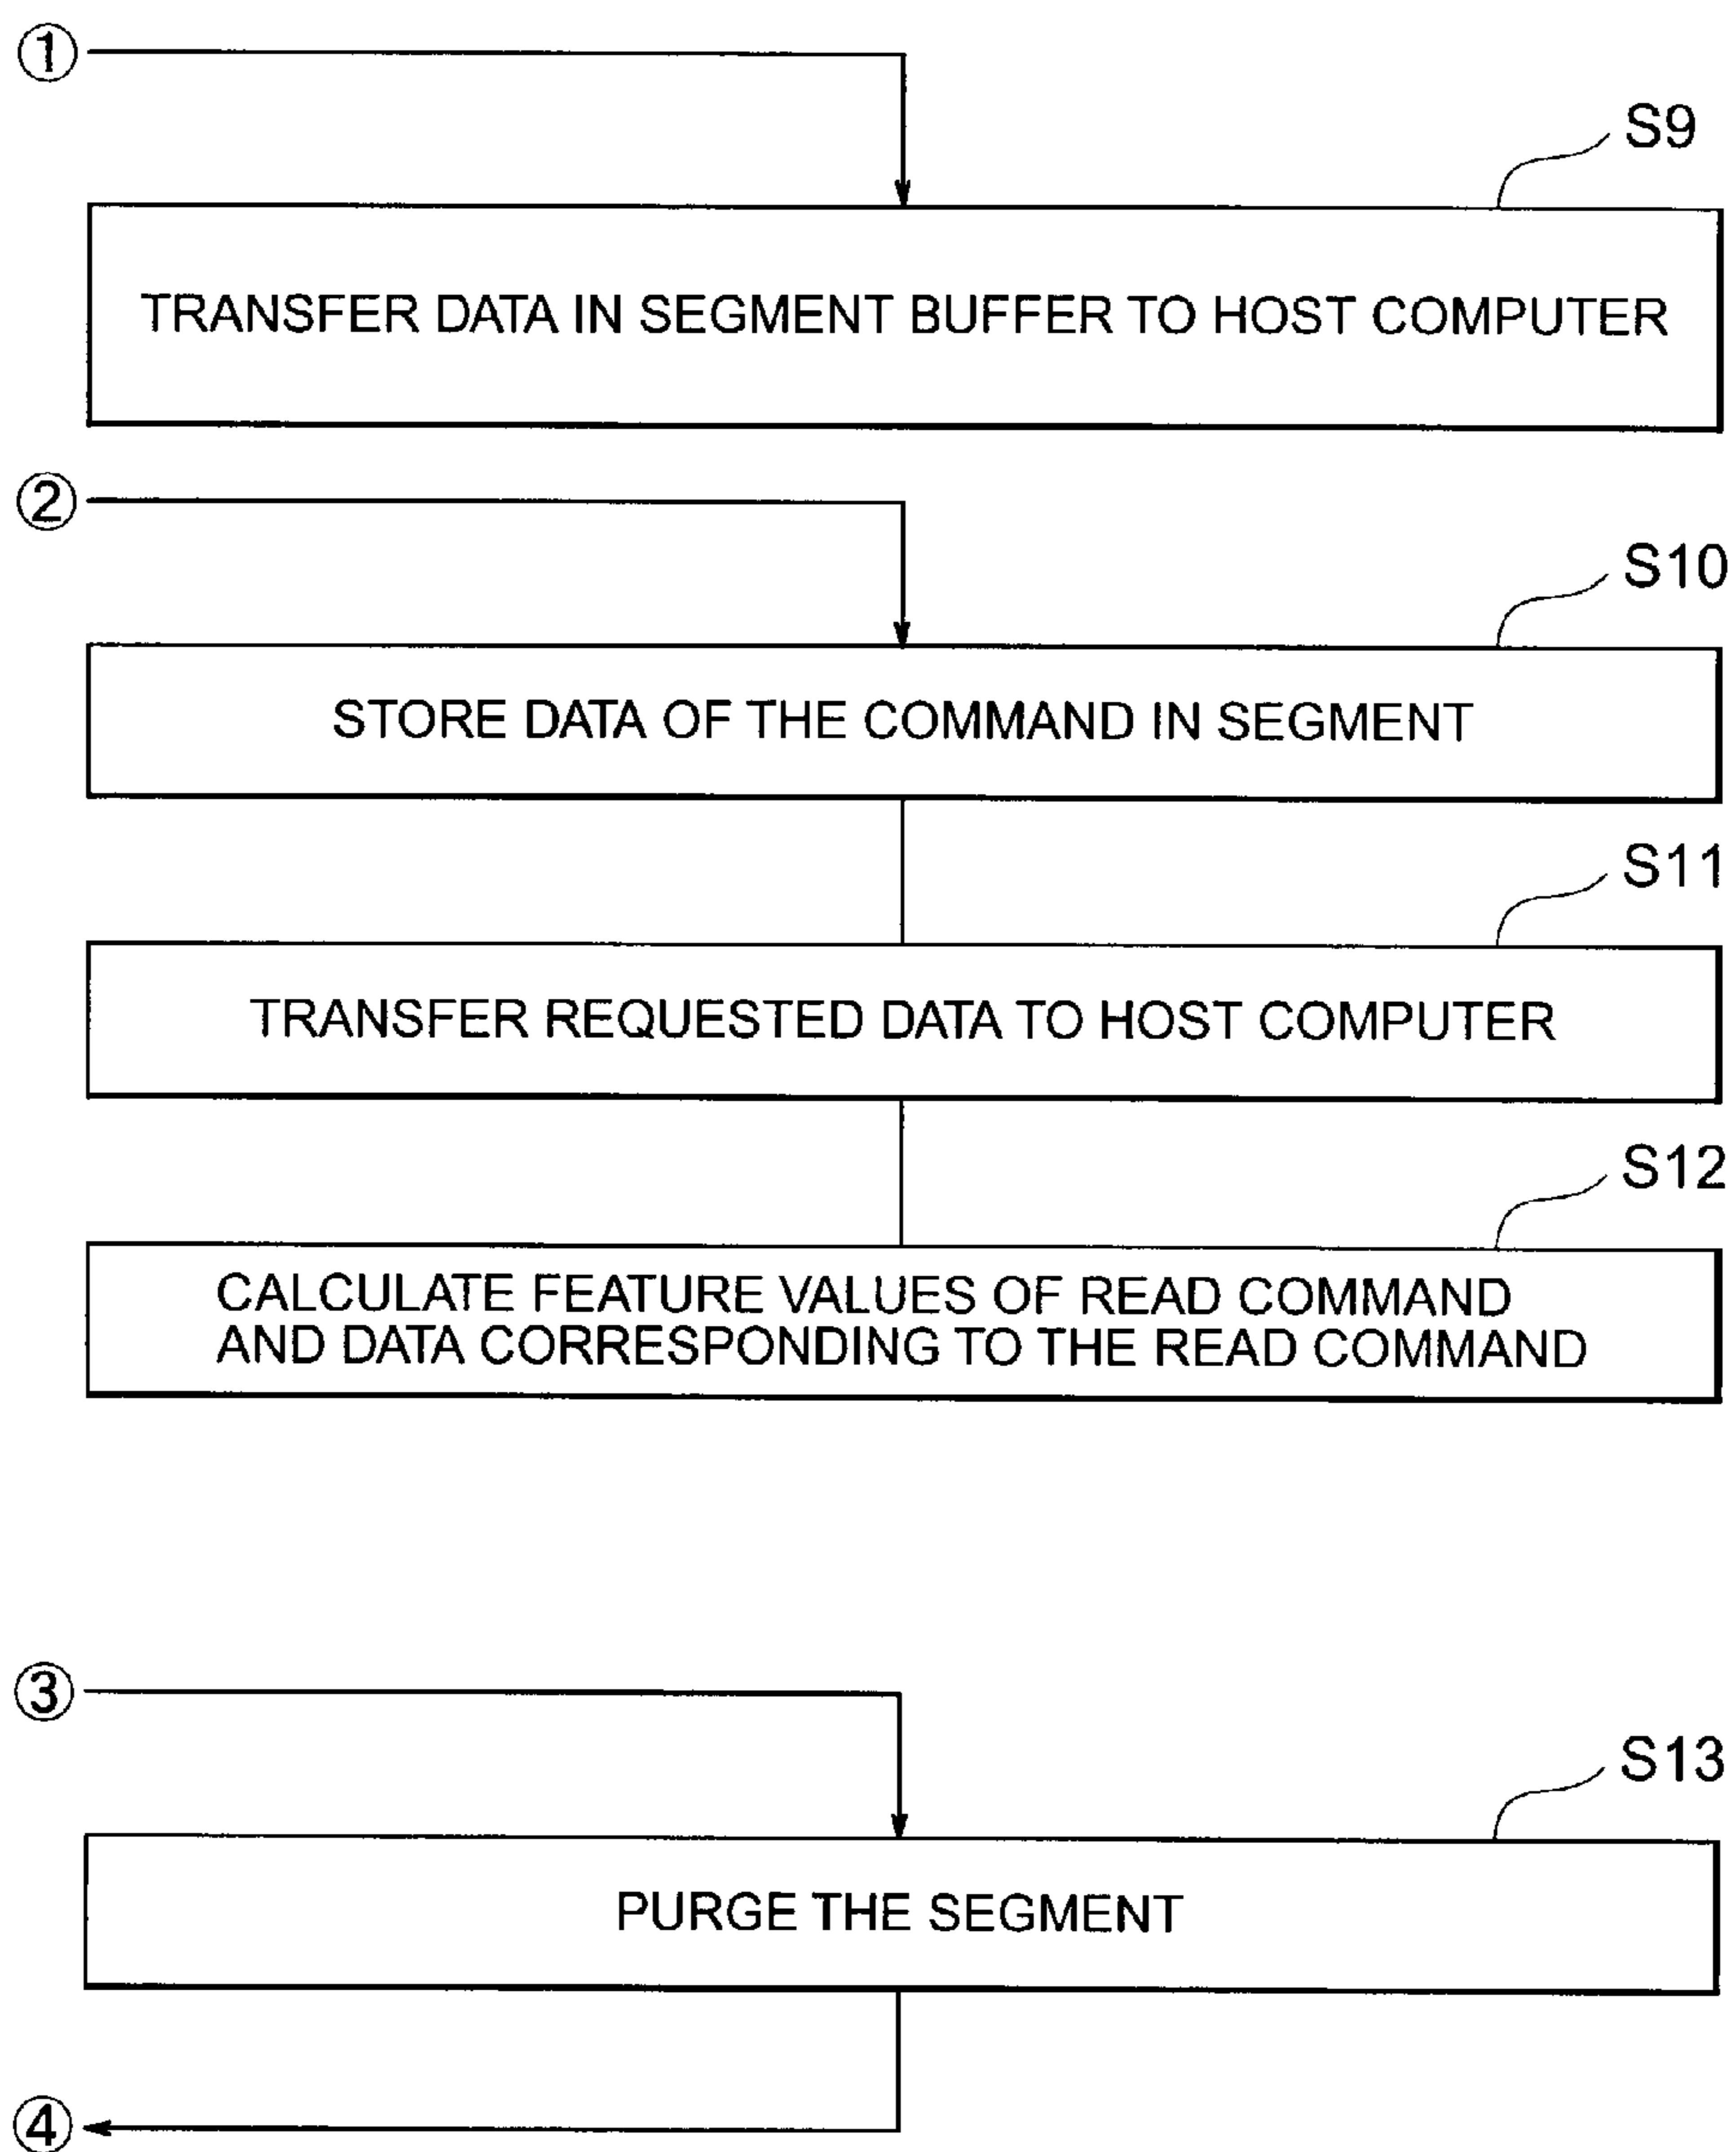 ①
S9
TRANSFER DATA IN SEGMENT BUFFER TO HOST COMPUTER
②
S10
STORE DATA OF THE COMMAND IN SEGMENT
S11
TRANSFER REQUESTED DATA TO HOST COMPUTER
S12
CALCULATE FEATURE VALUES OF READ COMMAND
AND DATA CORRESPONDING TO THE READ COMMAND
③
S13
PURGE THE SEGMENT
④